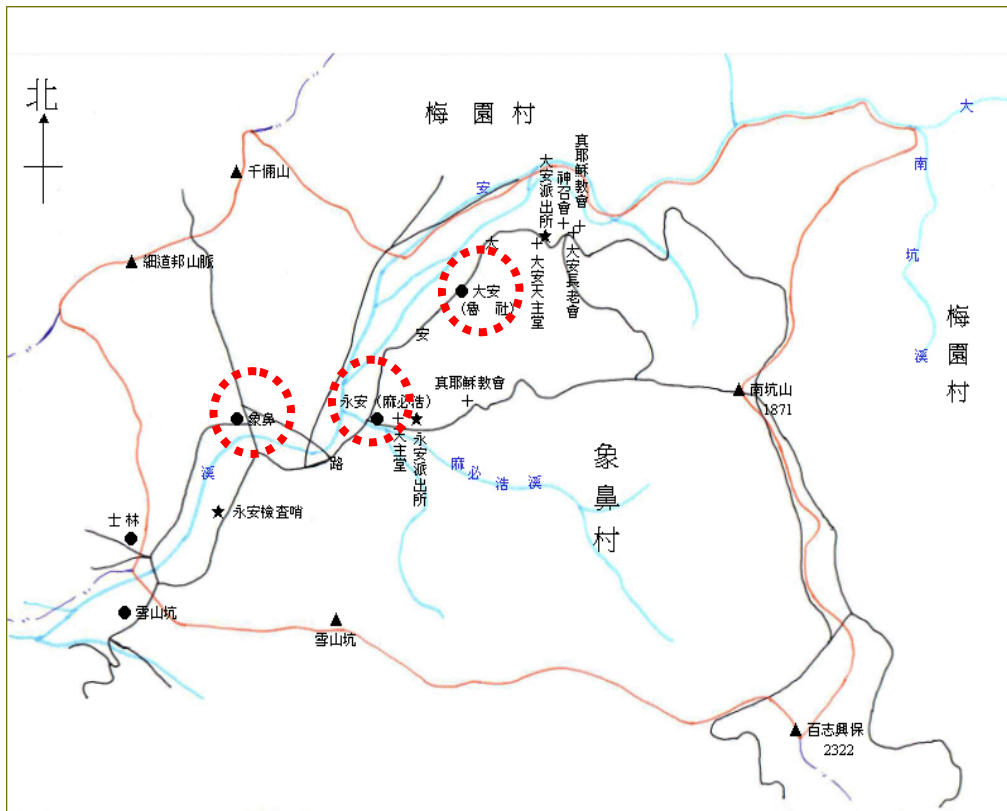 北
梅園村
大
千俑山
安
大安派出所
神召會
真耶穌教會
南
大
細道邦山脈
大安
(魯 社)
大安天主堂
大安長老會
坑
梅園村
安
溪
真耶穌教會
南坑山
1871
永安(麻必浩)
象鼻
天主堂
永安派出所
路
溪
麻必浩溪
象鼻村
永安檢查哨
士林
雪山坑
雪山坑
百志興保
2322